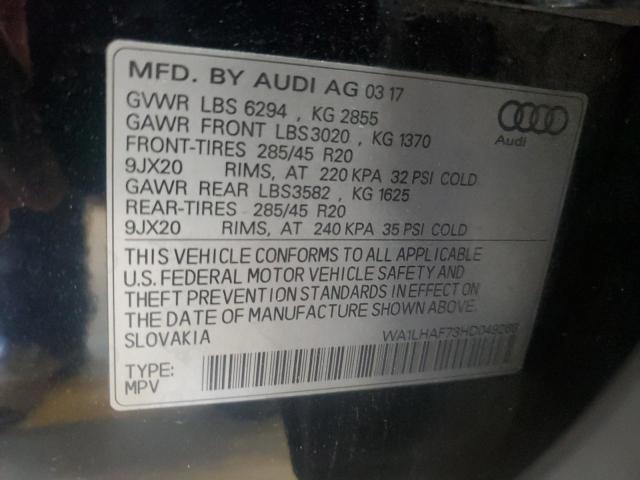 MFD. BY AUDI AG 03 17
GVWR LBS 6294 , KG 2855
GAWR FRONT LBS3020 , KG 1370
FRONT-TIRES 285/45 R20
9JX20 RIMS, AT 220 KPA 32 PSI COLD
GAWR REAR LBS3582 , KG 1625
REAR-TIRES 285/45 R20
9JX20 RIMS, AT 240 KPA 35 PSI COLD
Audi
THIS VEHICLE CONFORMS TO ALL APPLICABLE
U.S. FEDERAL MOTOR VEHICLE SAFETY AND
THEFT PREVENTION STANDARDS IN EFFECT ON
THE DATE OF MANUFACTURE SHOWN ABOVE.
SLOVAKIA
TYPE:
MPV